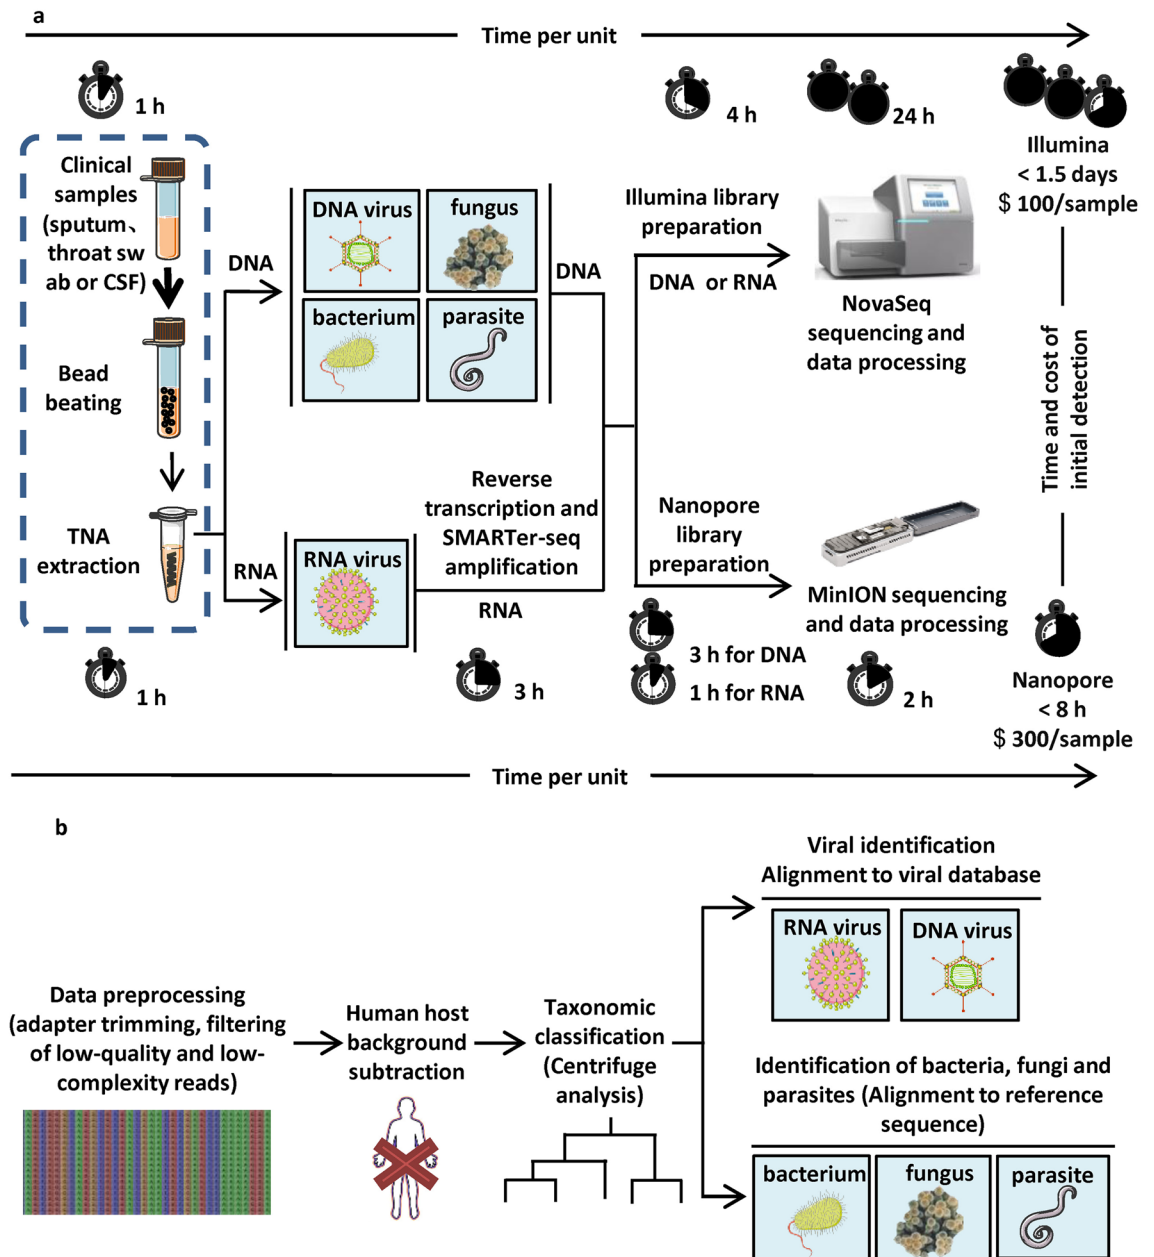 a
Time per unit
1 h
4 h
24 h
Illumina
< 1.5 days
$ 100/sample
Clinical
samples
(sputum、
throat sw
ab or CSF)
Bead
beating
TNA
extraction
DNA
DNA virus
fungus
bacterium
parasite
DNA
RNA
RNA virus
Reverse
transcription and
SMARTer-seq
amplification
RNA
Illumina library
preparation
DNA or RNA
NovaSeq
sequencing and
data processing
Nanopore
library
preparation
MinION sequencing
and data processing
Time and cost of
initial detection
1 h
3 h
3 h for DNA
1 h for RNA
2 h
Nanopore
< 8 h
$ 300/sample
Time per unit
b
Data preprocessing
(adapter trimming, filtering
of low-quality and low-
complexity reads)
Human host
background
subtraction
Taxonomic
classification
(Centrifuge
analysis)
Viral identification
Alignment to viral database
RNA virus
DNA virus
Identification of bacteria, fungi and
parasites (Alignment to reference
sequence)
bacterium
fungus
parasite